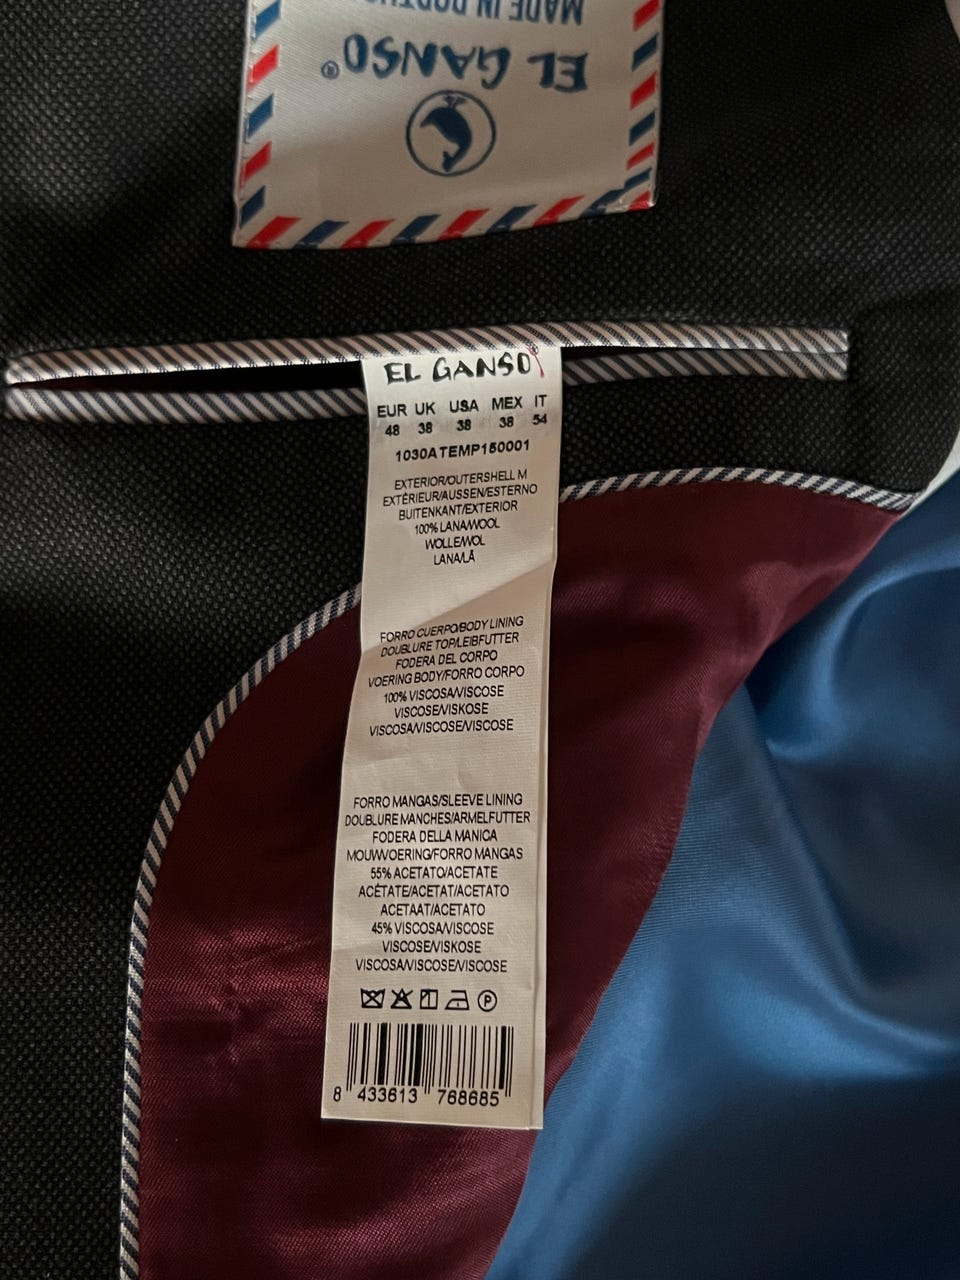 MADE IN
EL GANSO®
EL GANSO
EUR UK USA MEX IT
48 38 38 38 54
1030ATEMP150001
EXTERIOR/OUTERSHELL M
EXTÉRIEUR/AUSSEN/ESTERNO
BUITENKANT/EXTERIOR
100% LANA/WOOL
WOLLE/WOL
LANA/LÃ
FORRO CUERPO/BODY LINING
DOUBLURE TOP/LEIBFUTTER
FODERA DEL CORPO
VOERING BODY/FORRO CORPO
100% VISCOSA/VISCOSE
VISCOSE/VISKOSE
VISCOSA/VISCOSE/VISCOSE
FORRO MANGAS/SLEEVE LINING
DOUBLURE MANCHES/ARMELFUTTER
FODERA DELLA MANICA
MOUWVOERING/FORRO MANGAS
55% ACETATO/ACETATE
ACÉTATE/ACETAT/ACETATO
ACETAAT/ACETATO
45% VISCOSA/VISCOSE
VISCOSE/VISKOSE
VISCOSA/VISCOSE/VISCOSE
P
8 433613 768685